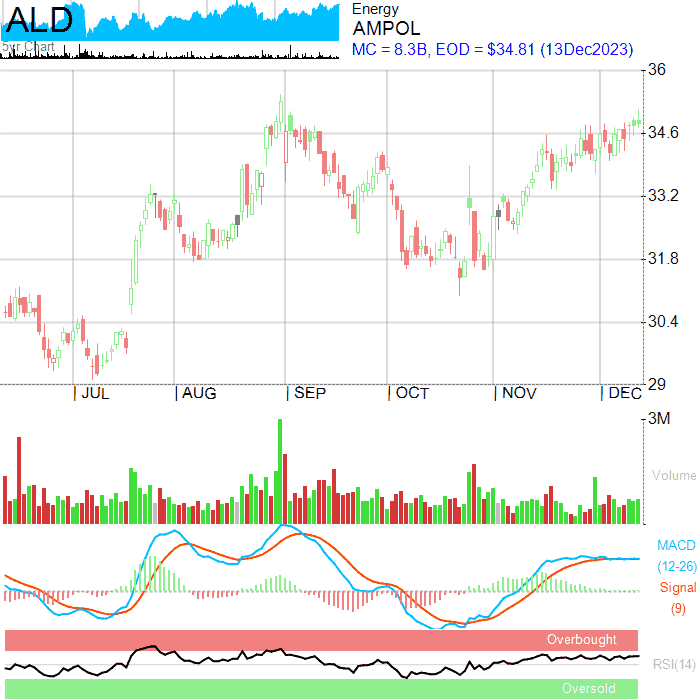 ALD
5yr Chart
Energy
AMPOL
MC = 8.3B, EOD = $34.81 (13Dec2023)
36
34.6
33.2
31.8
30.4
29
| JUL | AUG | SEP | OCT | NOV | DEC
3M
Volume
MACD
(12-26)
Signal
(9)
Overbought
RSI(14)
Oversold